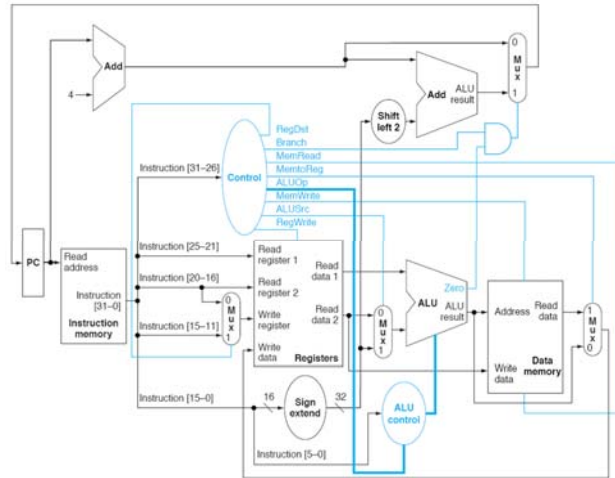 Add
4
Add
ALU
result
Shift
left 2
0
M
u
x
1
RegDst
Branch
MemRead
MemtoReg
ALUOp
MemWrite
ALUSrc
RegWrite
Instruction [31–26]
Control
PC
Read
address
Instruction
[31–0]
Instruction
memory
Instruction [25–21]
Instruction [20–16]
Instruction [15–11]
0
M
u
x
1
Read
register 1
Read
register 2
Write
register
Write
data
Read
data 1
Read
data 2
Registers
0
M
u
x
1
Zero
ALU
ALU
result
Address
Read
data
Write
data
Data
memory
1
M
u
x
0
Instruction [15–0]
16
Sign
extend
32
ALU
control
Instruction [5–0]